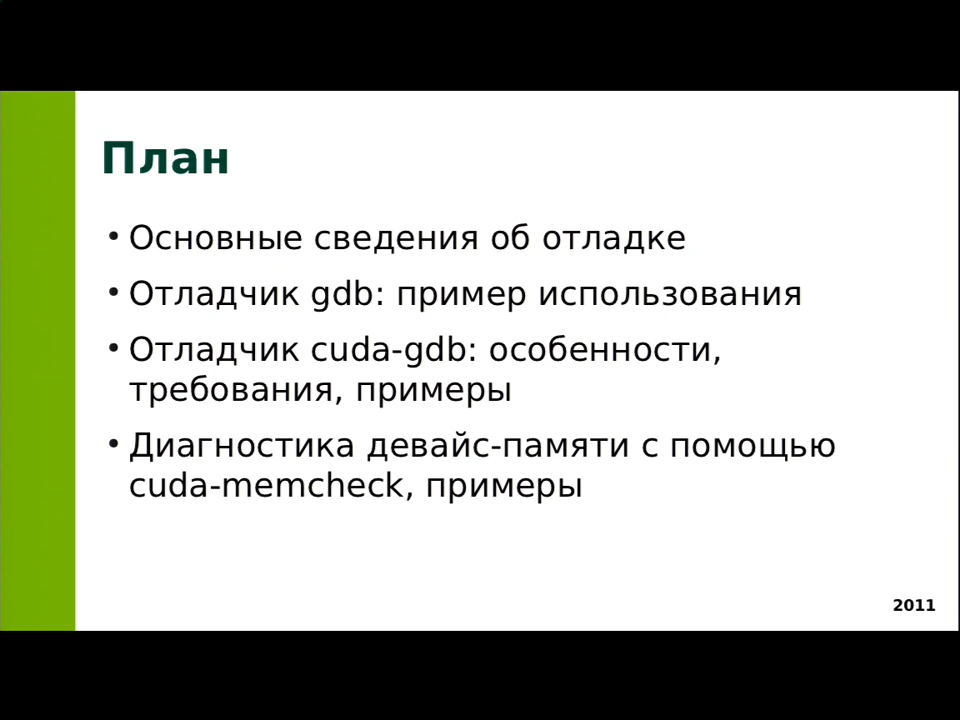 План
• Основные сведения об отладке
• Отладчик gdb: пример использования
• Отладчик cuda-gdb: особенности,
требования, примеры
• Диагностика девайс-памяти с помощью
cuda-memcheck, примеры
2011